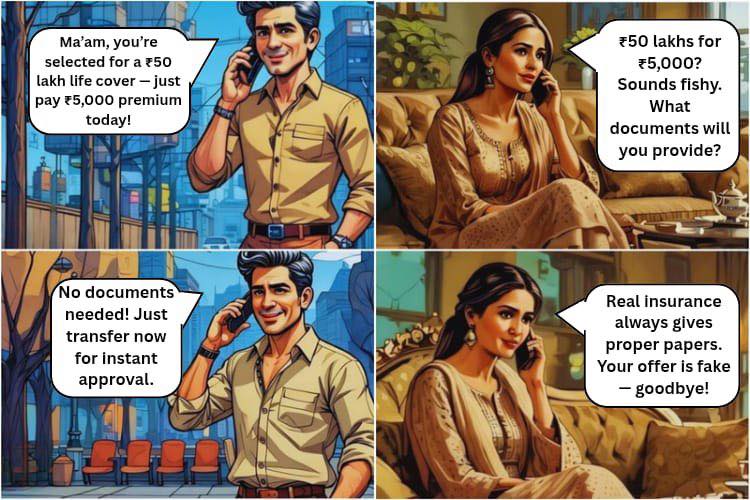 Ma'am, you're
selected for a ₹50
lakh life cover — just
pay ₹5,000 premium
today!
₹50 lakhs for
₹5,000?
Sounds fishy.
What
documents will
you provide?
No documents
needed! Just
transfer now
for instant
approval.
Real insurance
always gives
proper papers.
Your offer is fake
— goodbye!